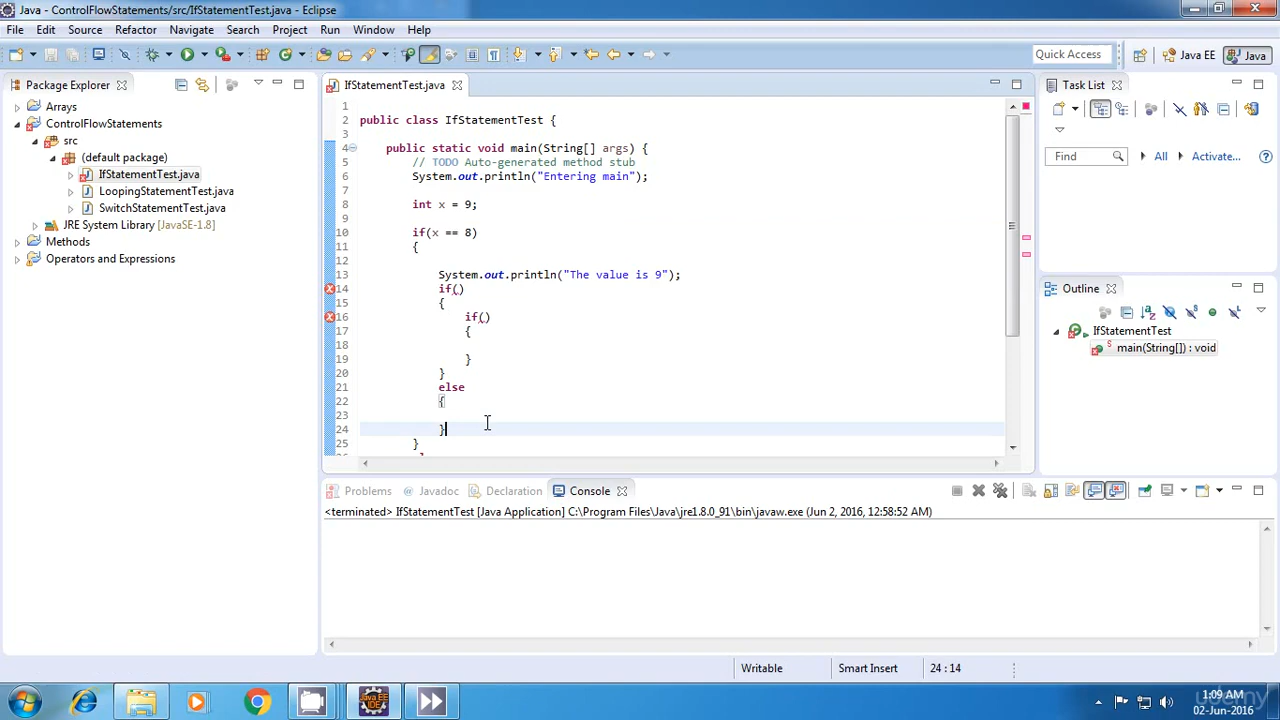 Java - ControlFlowStatements/src/IfStatementTest.java - Eclipse
File Edit Source Refactor Navigate Search Project Run Window Help
Quick Access Java EE Java
Package Explorer
Arrays
ControlFlowStatements
src
(default package)
IfStatementTest.java
LoopingStatementTest.java
SwitchStatementTest.java
JRE System Library [JavaSE-1.8]
Methods
Operators and Expressions
IfStatementTest.java
1
2 public class IfStatementTest {
3
4 public static void main(String[] args) {
5 // TODO Auto-generated method stub
6 System.out.println("Entering main");
7
8 int x = 9;
9
10 if(x == 8)
11 {
12
13 System.out.println("The value is 9");
14 if()
15 {
16 if()
17 {
18
19 }
20 }
21 else
22 {
23
24 }
25 }
Task List
Find All Activate...
Outline
IfStatementTest
main(String[]) : void
Problems Javadoc Declaration Console
<terminated> IfStatementTest [Java Application] C:\Program Files\Java\jre1.8.0_91\bin\javaw.exe (Jun 2, 2016, 12:58:52 AM)
Writable Smart Insert 24 : 14
Java EE IDE
1:09 AM
02-Jun-2016
udemy